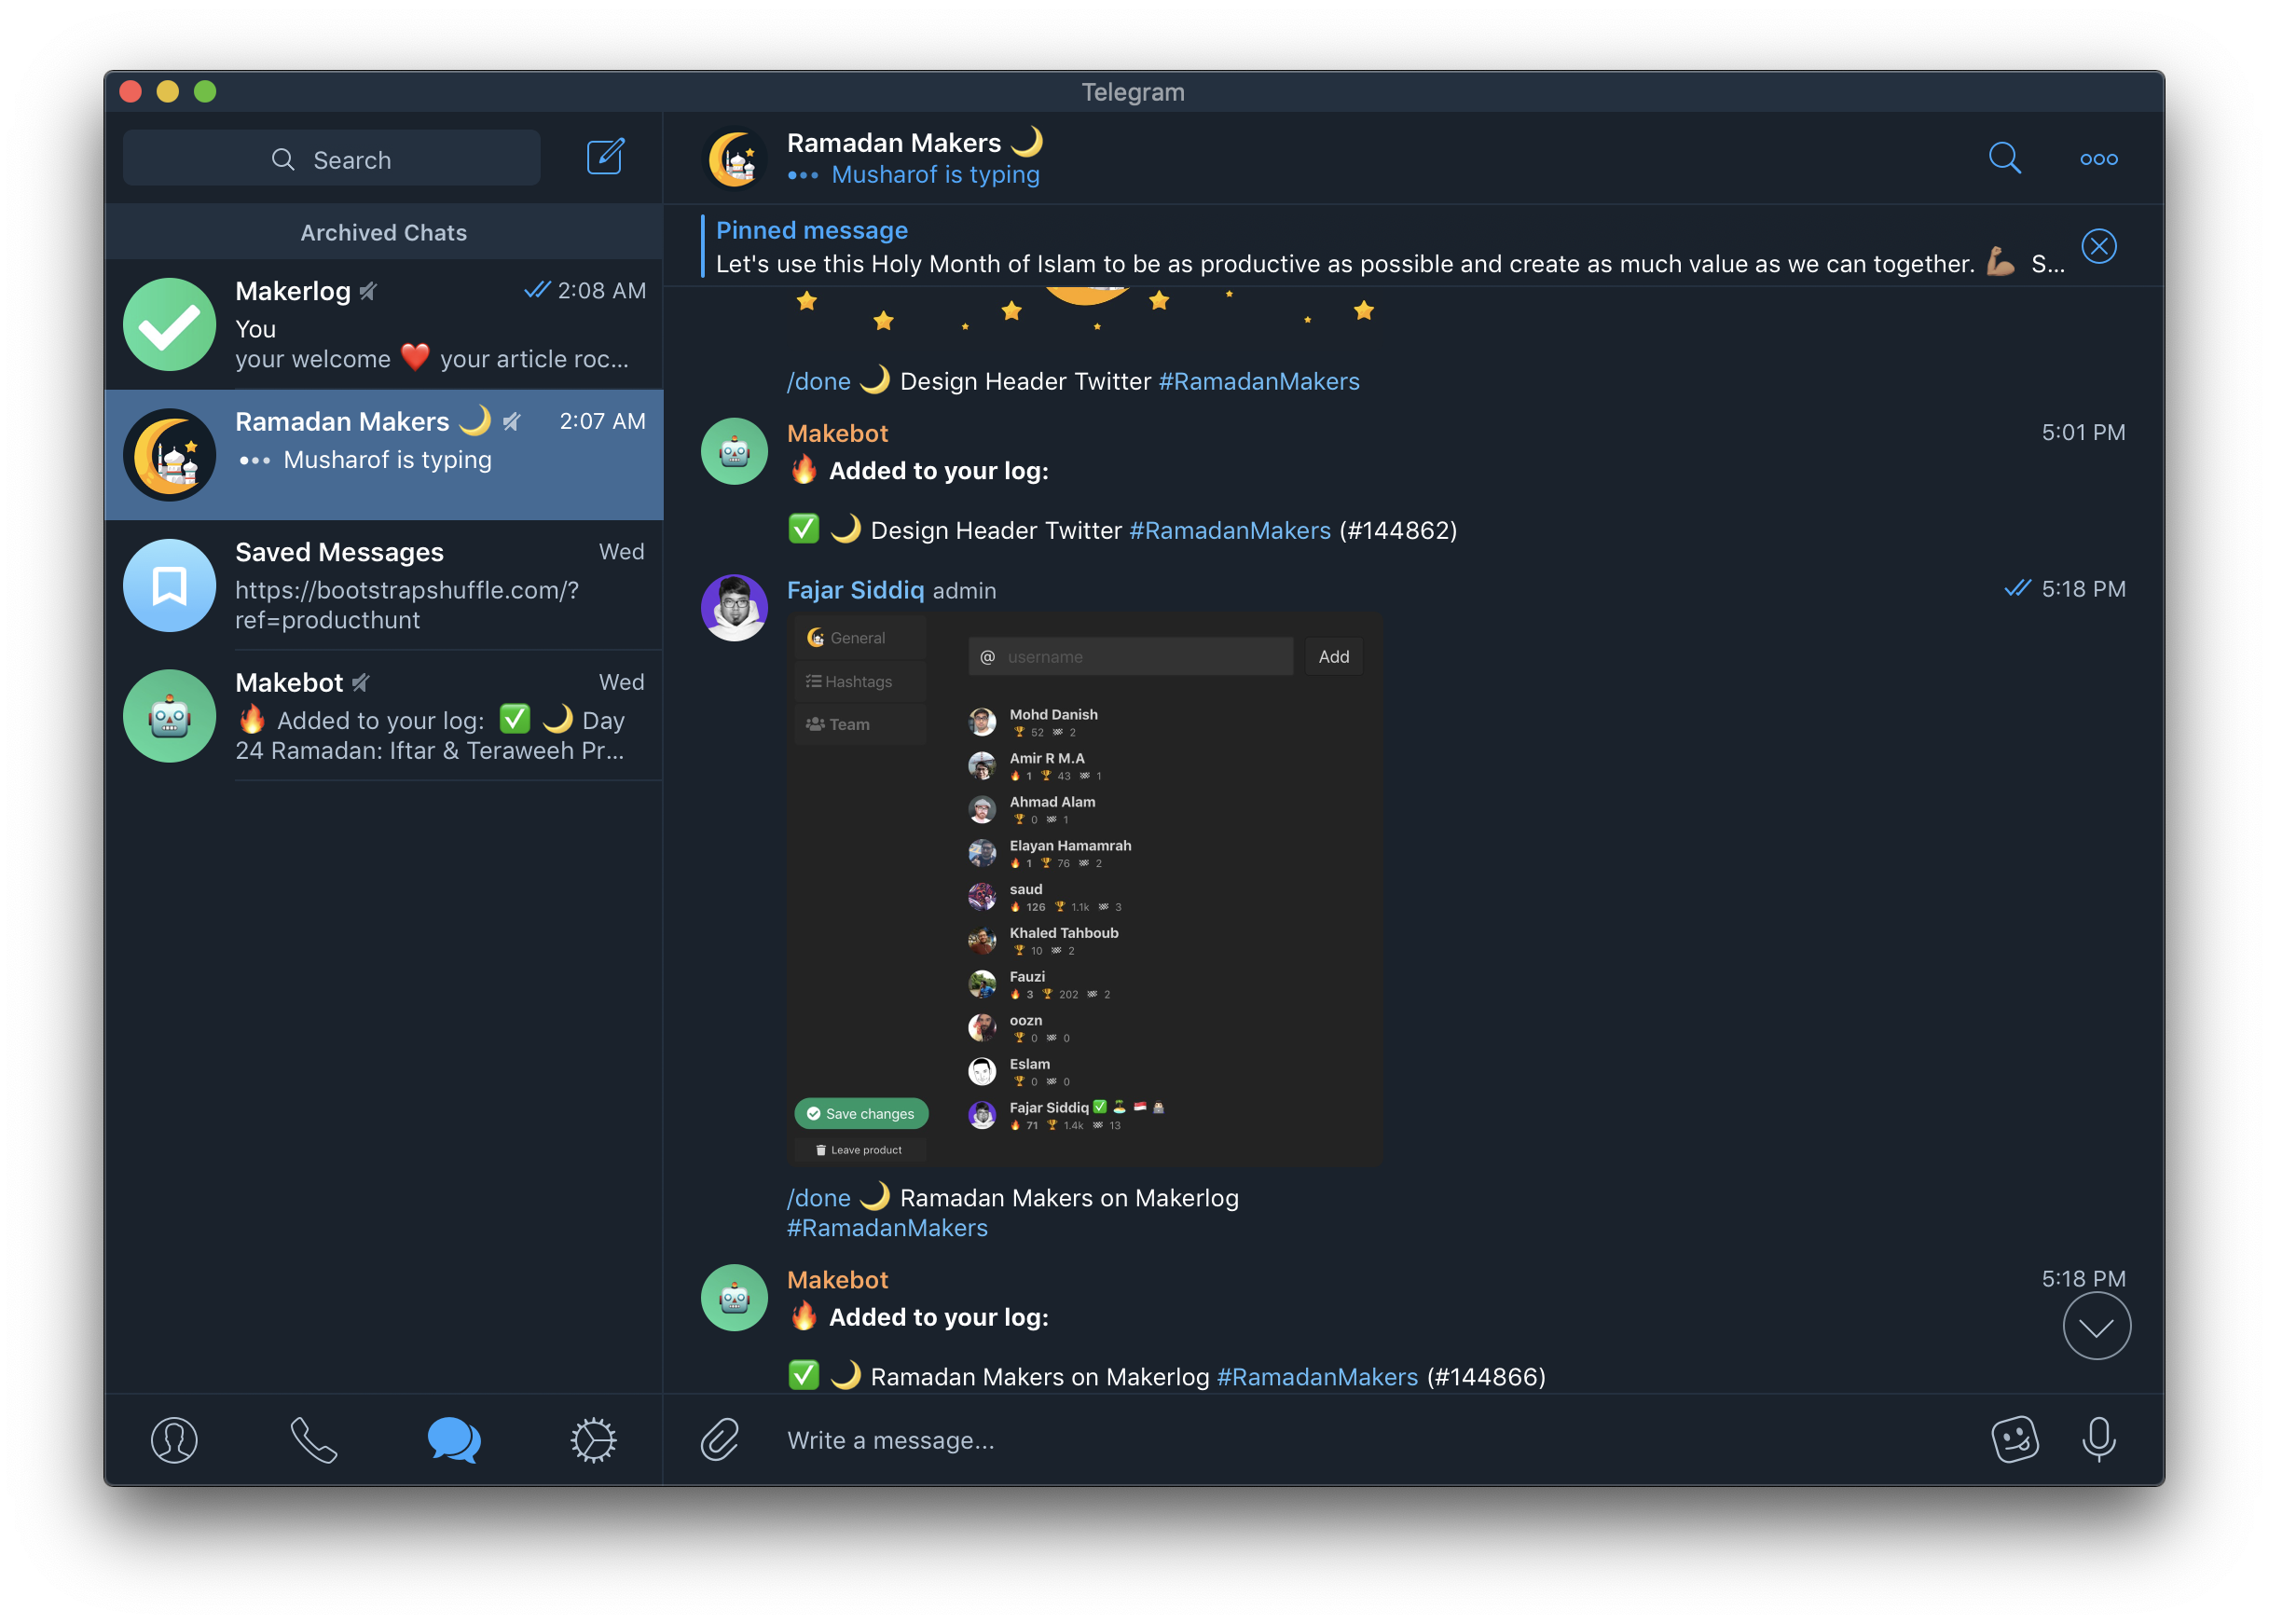 Telegram
Search
Archived Chats
Makerlog 2:08 AM
You
your welcome ❤️ your article roc...
Ramadan Makers 🌙 2:07 AM
••• Musharof is typing
Saved Messages Wed
https://bootstrapshuffle.com/?
ref=producthunt
Makebot Wed
🔥 Added to your log: ✅ 🌙 Day
24 Ramadan: Iftar & Teraweeh Pr...
Ramadan Makers 🌙
••• Musharof is typing
Pinned message
Let's use this Holy Month of Islam to be as productive as possible and create as much value as we can together. 💪🏽 S...
/done 🌙 Design Header Twitter #RamadanMakers
Makebot 5:01 PM
🔥 Added to your log:
✅ 🌙 Design Header Twitter #RamadanMakers (#144862)
Fajar Siddiq admin 5:18 PM
General
Hashtags
Team
@ username Add
Mohd Danish
🏆 52 🏁 2
Amir R M.A
🔥 1 🏆 43 🏁 1
Ahmad Alam
🏆 0 🏁 1
Elayan Hamamrah
🔥 1 🏆 76 🏁 2
saud
🔥 126 🏆 1.1k 🏁 3
Khaled Tahboub
🏆 10 🏁 2
Fauzi
🔥 3 🏆 202 🏁 2
oozn
🏆 0 🏁 0
Eslam
🏆 0 🏁 0
Fajar Siddiq ✅
🔥 71 🏆 1.4k 🏁 13
Save changes
Leave product
/done 🌙 Ramadan Makers on Makerlog
#RamadanMakers
Makebot 5:18 PM
🔥 Added to your log:
✅ 🌙 Ramadan Makers on Makerlog #RamadanMakers (#144866)
Write a message...